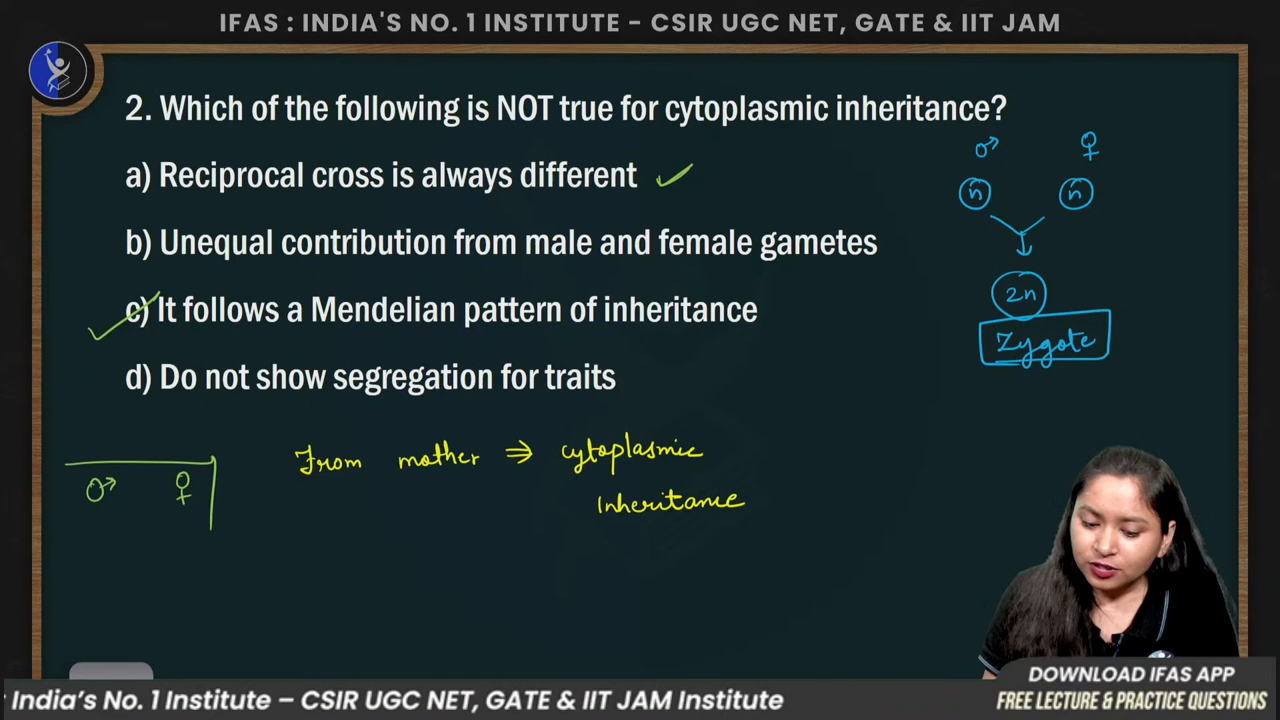 IFAS : INDIA'S NO. 1 INSTITUTE - CSIR UGC NET, GATE & IIT JAM
2. Which of the following is NOT true for cytoplasmic inheritance?
a) Reciprocal cross is always different
b) Unequal contribution from male and female gametes
c) It follows a Mendelian pattern of inheritance
d) Do not show segregation for traits
♂ ♀
n n
2n
Zygote
♂ ♀
From mother ⇒ cytoplasmic
Inheritance
DOWNLOAD IFAS APP
FREE LECTURE & PRACTICE QUESTIONS
India's No. 1 Institute – CSIR UGC NET, GATE & IIT JAM Institute